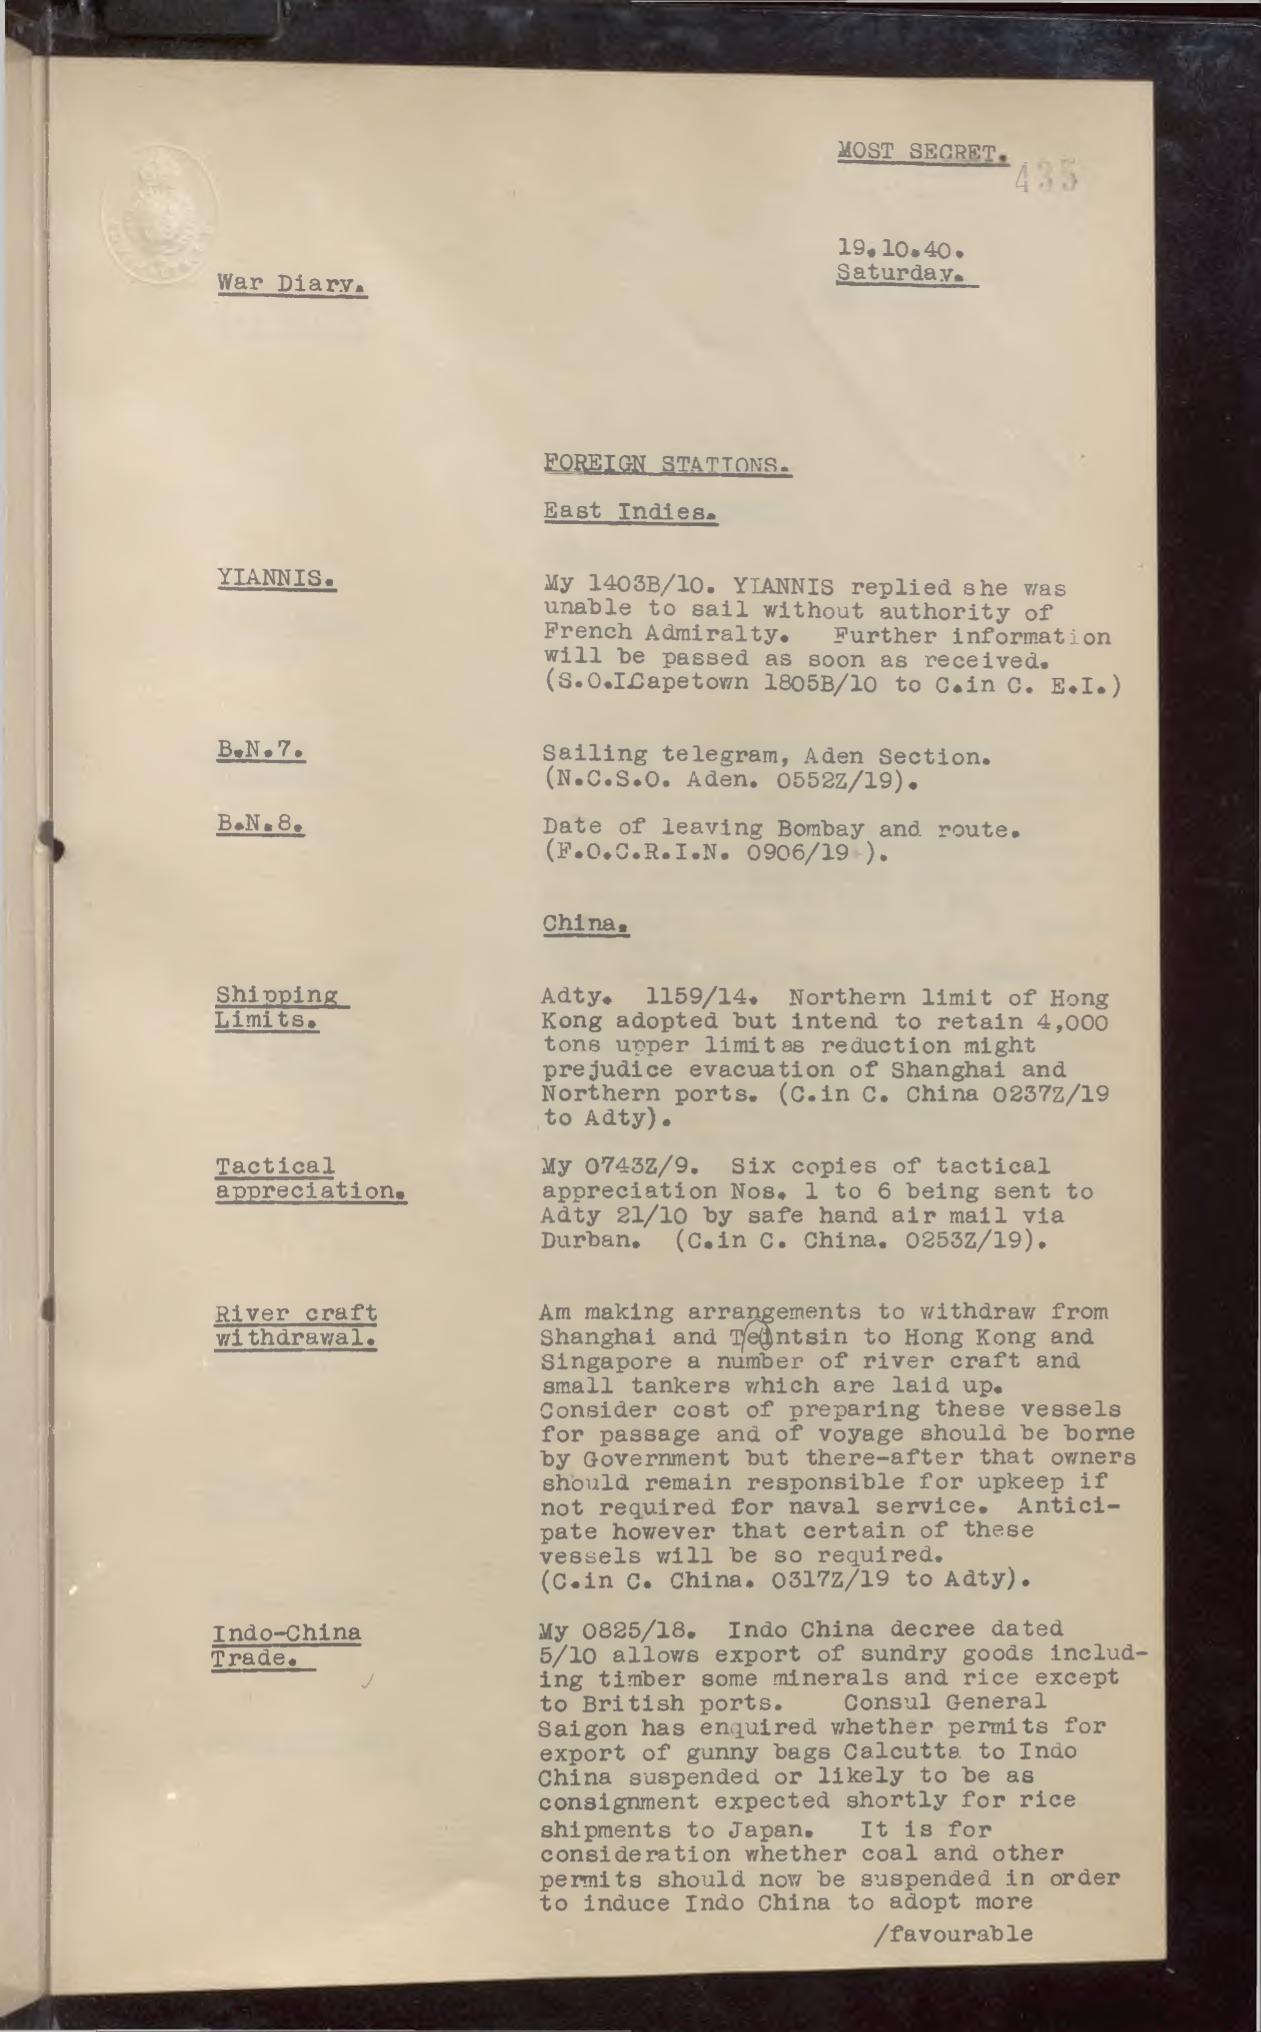 MOST SECRET.
435
19.10.40.
Saturday.
War Diary.
FOREIGN STATIONS.
East Indies.
YIANNIS.
My 1403B/10. YIANNIS replied she was
unable to sail without authority of
French Admiralty. Further information
will be passed as soon as received.
(S.O.I.Capetown 1805B/10 to C.in C. E.I.)
B.N.7.
Sailing telegram, Aden Section.
(N.C.S.O. Aden. 0552Z/19).
B.N.8.
Date of leaving Bombay and route.
(F.O.C.R.I.N. 0906/19 ).
China.
Shipping
Limits.
Adty. 1159/14. Northern limit of Hong
Kong adopted but intend to retain 4,000
tons upper limit as reduction might
prejudice evacuation of Shanghai and
Northern ports. (C.in C. China 0237Z/19
to Adty).
Tactical
appreciation.
My 0743Z/9. Six copies of tactical
appreciation Nos. 1 to 6 being sent to
Adty 21/10 by safe hand air mail via
Durban. (C.in C. China. 0253Z/19).
River craft
withdrawal.
Am making arrangements to withdraw from
Shanghai and Teintsin to Hong Kong and
Singapore a number of river craft and
small tankers which are laid up.
Consider cost of preparing these vessels
for passage and of voyage should be borne
by Government but there-after that owners
should remain responsible for upkeep if
not required for naval service. Antici-
pate however that certain of these
vessels will be so required.
(C.in C. China. 0317Z/19 to Adty).
Indo-China
Trade.
My 0825/18. Indo China decree dated
5/10 allows export of sundry goods includ-
ing timber some minerals and rice except
to British ports. Consul General
Saigon has enquired whether permits for
export of gunny bags Calcutta to Indo
China suspended or likely to be as
consignment expected shortly for rice
shipments to Japan. It is for
consideration whether coal and other
permits should now be suspended in order
to induce Indo China to adopt more
/favourable